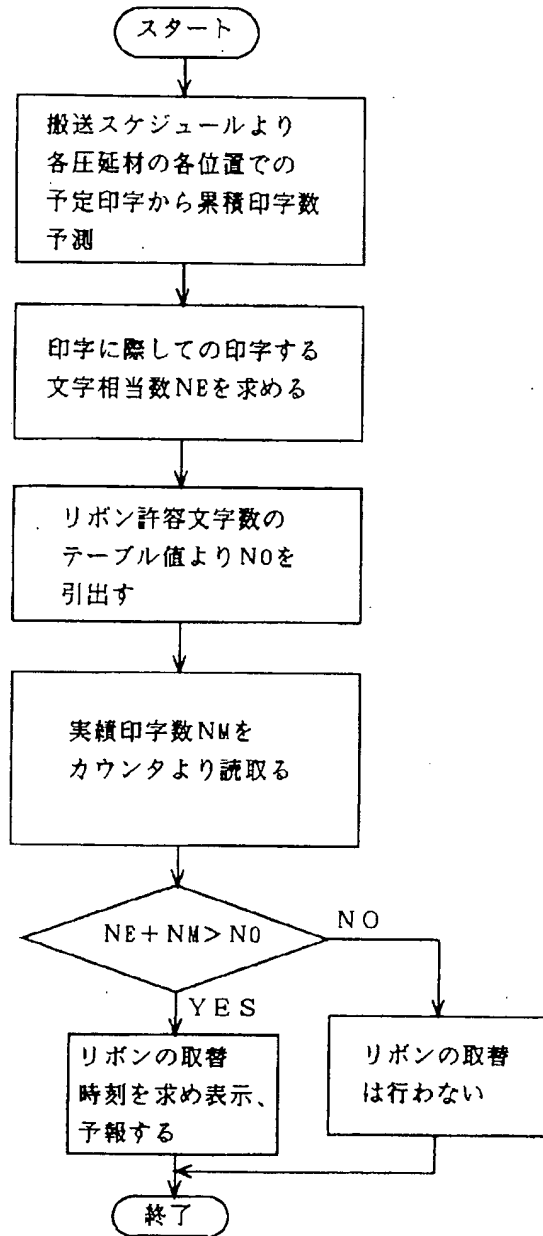 スタート
搬送スケジュールより
各圧延材の各位置での
予定印字から累積印字数
予測
印字に際しての印字する
文字相当数NEを求める
リボン許容文字数の
テーブル値よりN0を
引出す
実績印字数NMを
カウンタより読取る
NE+NM>N0
NO
YES
リボンの取替
時刻を求め表示、
予報する
リボンの取替
は行わない
終了